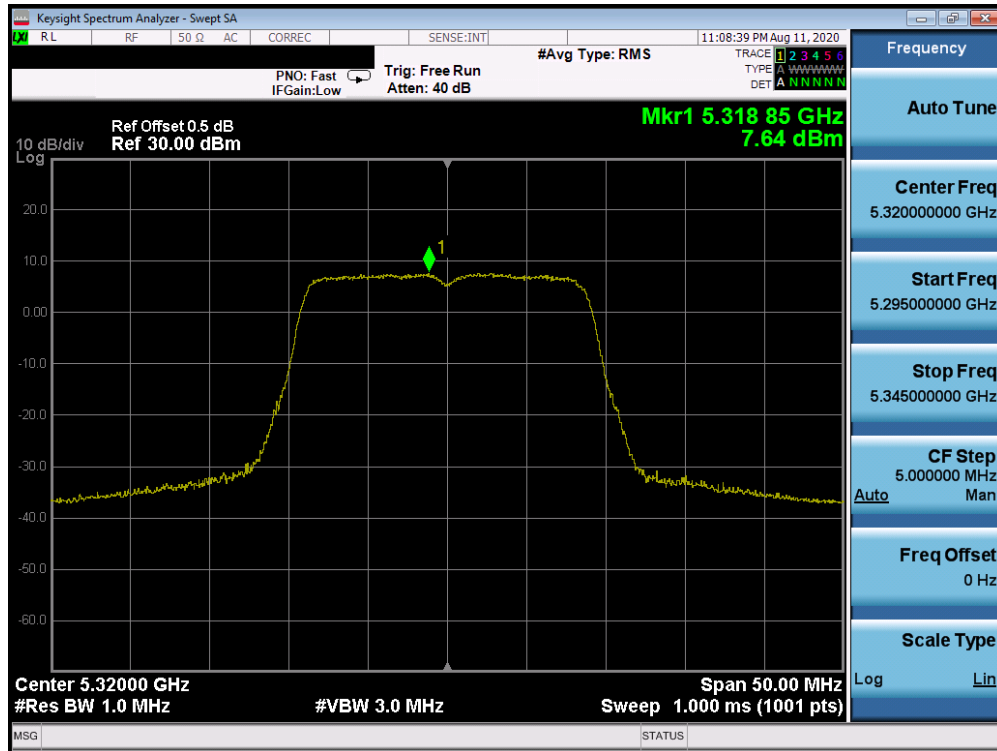 Keysight Spectrum Analyzer - Swept SA
LXI RL RF 50 Ω AC CORREC SENSE:INT 11:08:39 PM Aug 11, 2020
#Avg Type: RMS
TRACE 1 2 3 4 5 6
TYPE A WWWWWW
DET A N N N N N
PNO: Fast
IFGain:Low
Trig: Free Run
Atten: 40 dB
Mkr1 5.318 85 GHz
7.64 dBm
Ref Offset 0.5 dB
10 dB/div Ref 30.00 dBm
Log
20.0
10.0
0.00
-10.0
-20.0
-30.0
-40.0
-50.0
-60.0
1
Center 5.32000 GHz Span 50.00 MHz
#Res BW 1.0 MHz #VBW 3.0 MHz Sweep 1.000 ms (1001 pts)
MSG STATUS
Frequency
Auto Tune
Center Freq
5.320000000 GHz
Start Freq
5.295000000 GHz
Stop Freq
5.345000000 GHz
CF Step
5.000000 MHz
Auto Man
Freq Offset
0 Hz
Scale Type
Log Lin